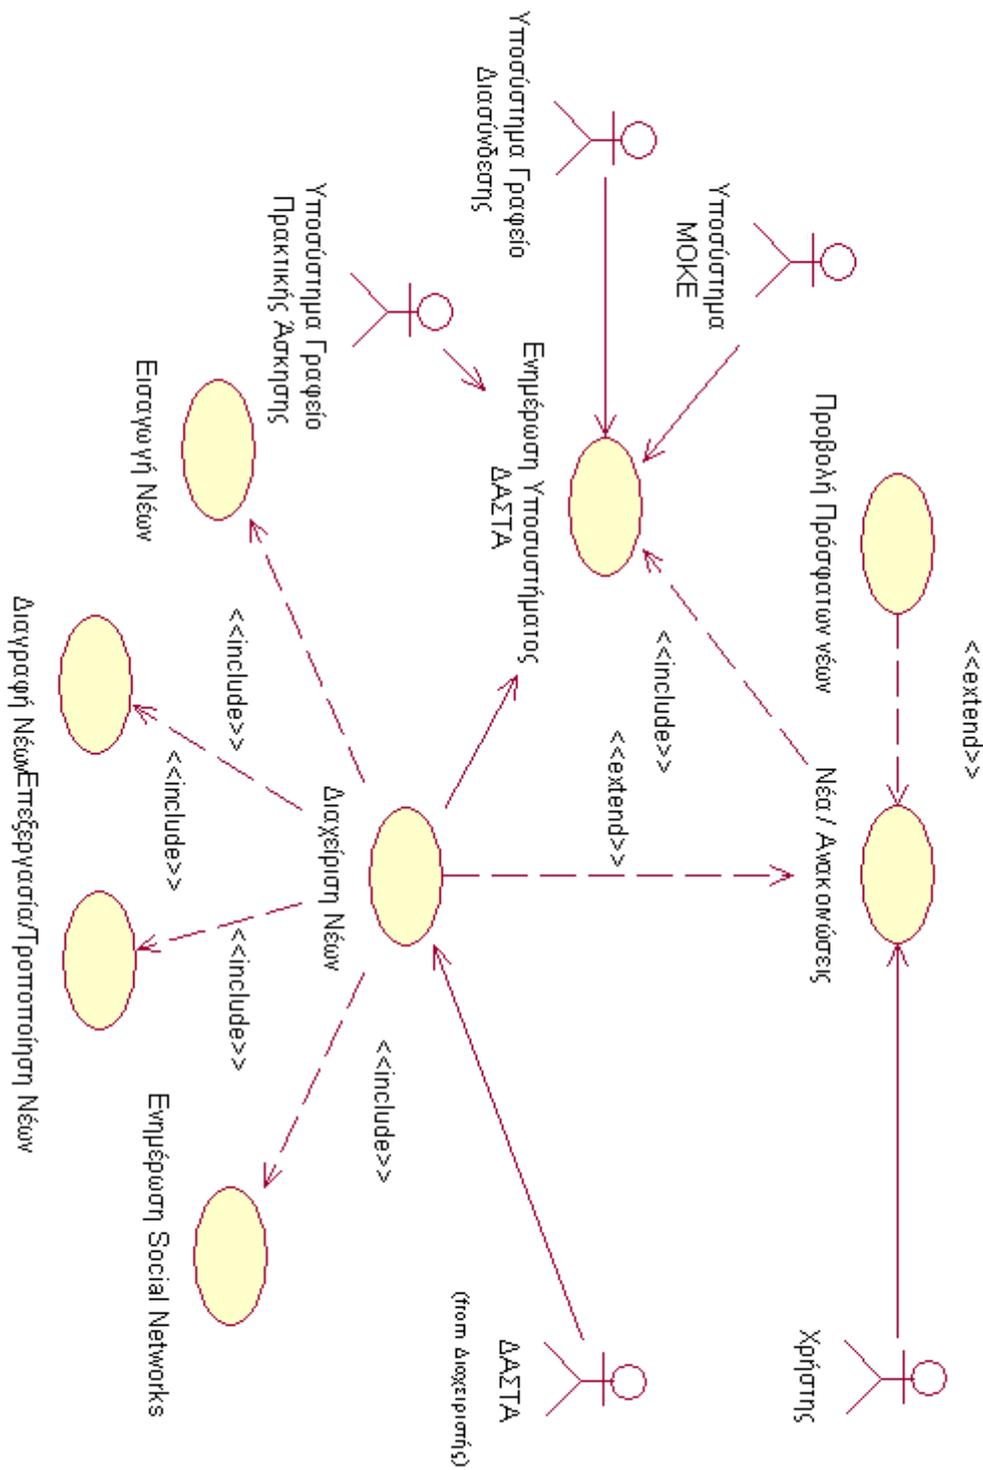 <<extend>>
Προβολή Πρόσφατων νέων
Νέα / Ανακοινώσεις
Χρήστης
Υποσύστημα
ΜΟΚΕ
<<include>>
<<extend>>
Υποσύστημα Γραφείο
Διασύνδεσης
Ενημέρωση Υποσυστήματος
ΔΑΣΤΑ
ΔΑΣΤΑ
(from Διαχειριστής)
<<include>>
Υποσύστημα Γραφείο
Πρακτικής Άσκησης
Διαχείριση Νέων
<<include>>
<<include>>
<<include>>
Εισαγωγή Νέων
Ενημέρωση Social Networks
Διαγραφή Νέων
Επεξεργασία/Τροποποίηση Νέων